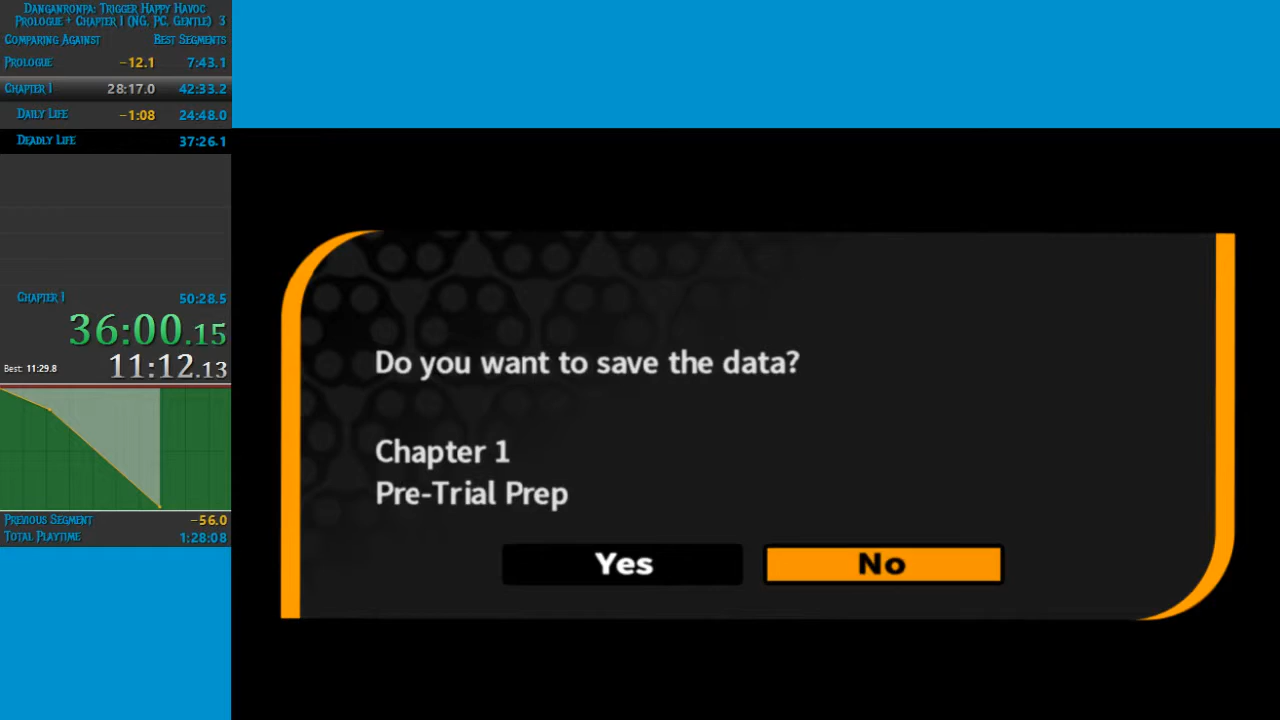 Danganronpa: Trigger Happy Havoc
Prologue + Chapter 1 (NG, PC, Gentle) 3
Comparing Against Best Segments
Prologue -12.1 7:43.1
Chapter 1 28:17.0 42:33.2
Daily Life -1:08 24:48.0
Deadly Life 37:26.1
Chapter 1 50:28.5
36:00.15
Best: 11:29.8 11:12.13
Previous Segment -56.0
Total Playtime 1:28:08
Do you want to save the data?
Chapter 1
Pre-Trial Prep
Yes No